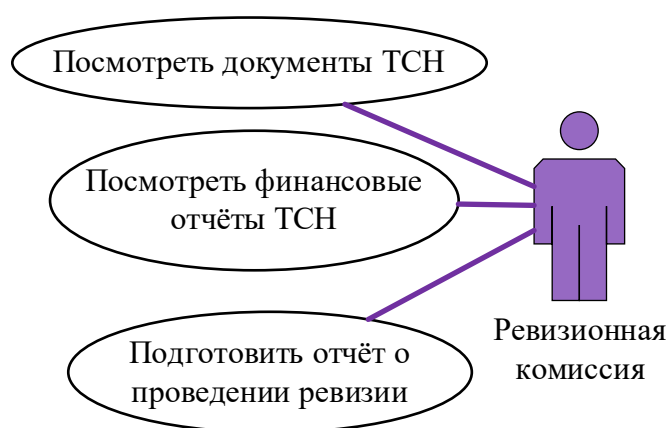 Посмотреть документы ТСН
Посмотреть финансовые
отчёты ТСН
Подготовить отчёт о
проведении ревизии
Ревизионная
комиссия